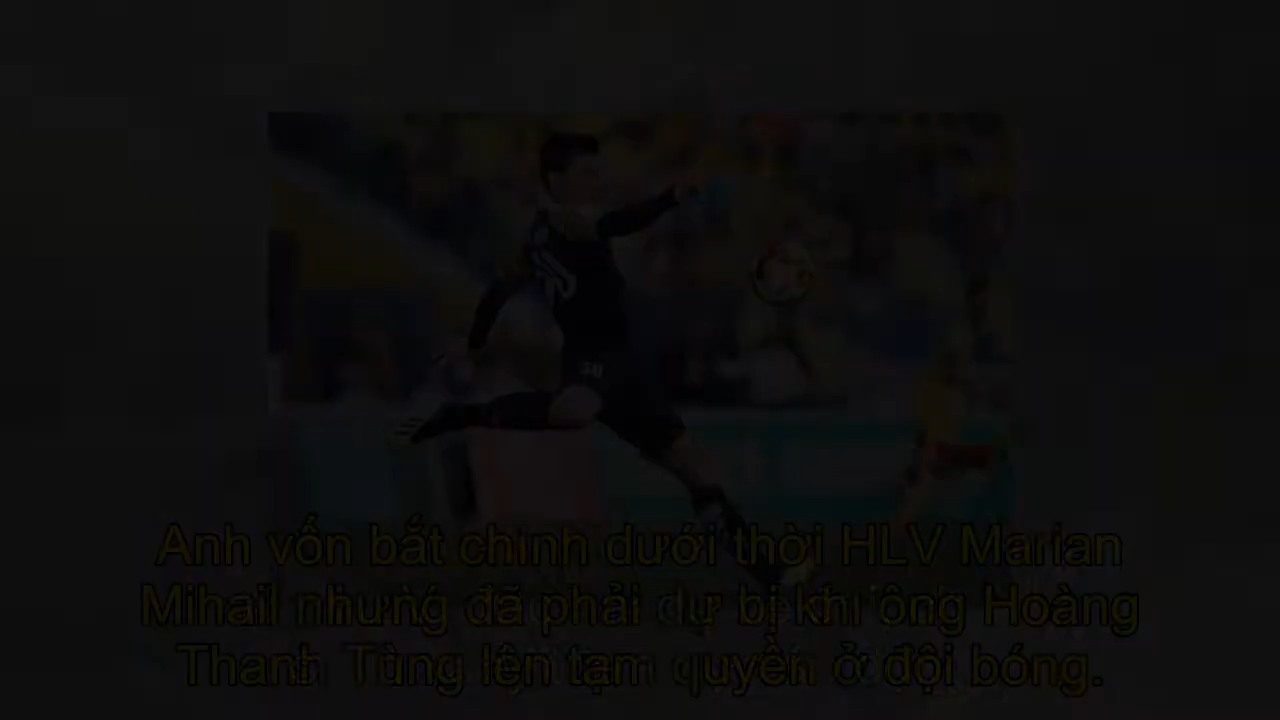 Anh vốn bắt chính dưới thời HLV Marian
Mihail nhưng đã phải dự bị khi ông Hoàng
Thanh Tùng lên tạm quyền ở đội bóng.
10